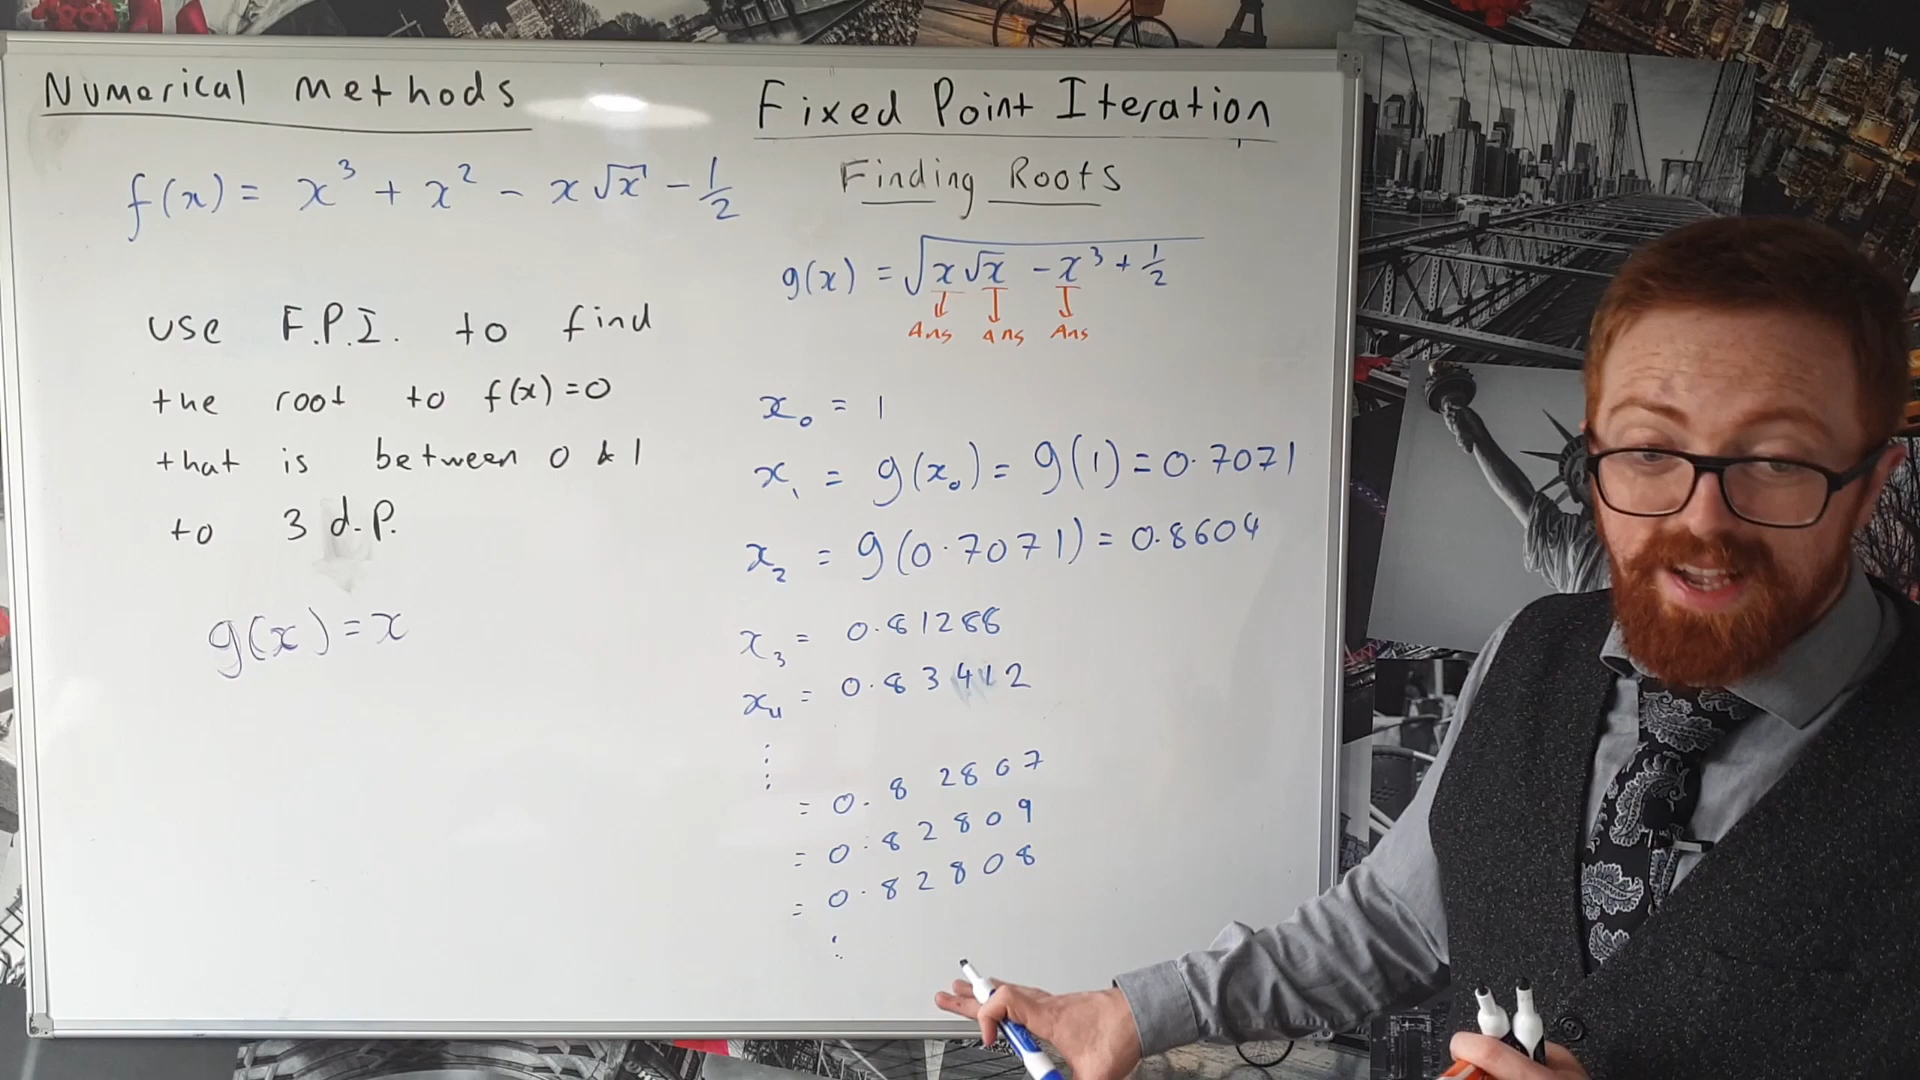 Numerical methods
f(x) = x³ + x² - x√x - 1/2
use F.P.I. to find
the root to f(x)=0
that is between 0 & 1
to 3 d.p.
g(x) = x
Fixed Point Iteration
Finding Roots
g(x) = √(x√x - x³ + 1/2)
Ans Ans Ans
x₀ = 1
x₁ = g(x₀) = g(1) = 0.7071
x₂ = g(0.7071) = 0.8604
x₃ = 0.81288
x₄ = 0.83412
⋮
= 0.82807
= 0.82809
= 0.82808
⋮